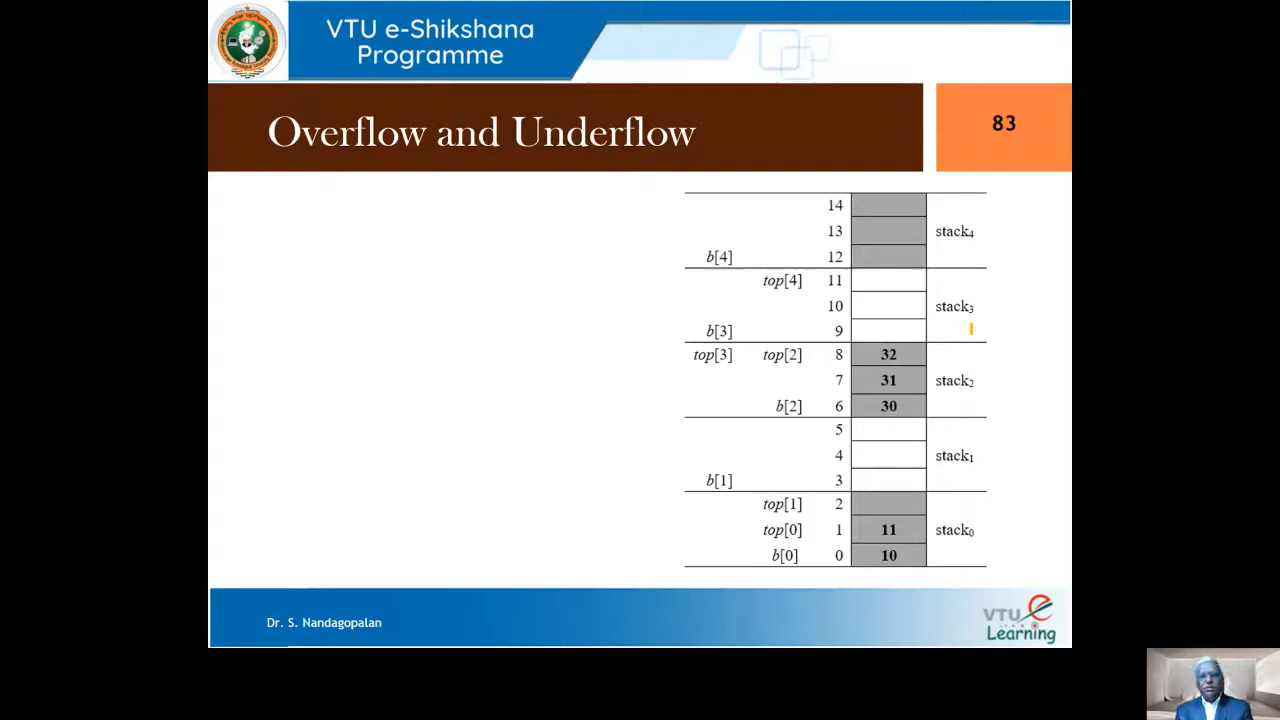 VTU e-Shikshana
Programme
Overflow and Underflow
83
14
13 stack4
b[4] 12
top[4] 11
10 stack3
b[3] 9
top[3] top[2] 8 32
7 31 stack2
b[2] 6 30
5
4 stack1
b[1] 3
top[1] 2
top[0] 1 11 stack0
b[0] 0 10
Dr. S. Nandagopalan
VTU e
Learning